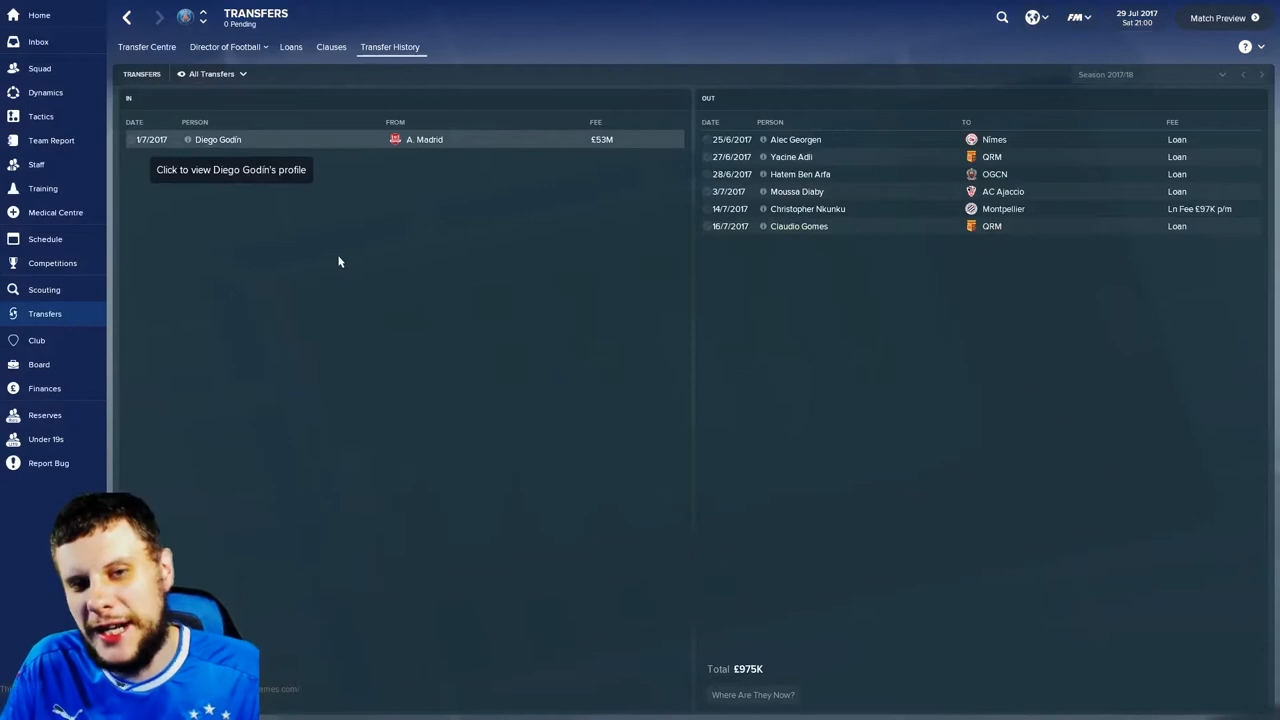 Home
Inbox
Squad
Dynamics
Tactics
Team Report
Staff
Training
Medical Centre
Schedule
Competitions
Scouting
Transfers
Club
Board
Finances
Reserves
Under 19s
Report Bug
TRANSFERS
0 Pending
FM
29 Jul 2017
Sat 21:00
Match Preview
Transfer Centre Director of Football Loans Clauses Transfer History
?
TRANSFERS All Transfers
Season 2017/18
IN
DATE PERSON FROM FEE
1/7/2017 Diego Godín A. Madrid £53M
Click to view Diego Godín's profile
OUT
DATE PERSON TO FEE
25/6/2017 Alec Georgen Nîmes Loan
27/6/2017 Yacine Adli QRM Loan
28/6/2017 Hatem Ben Arfa OGCN Loan
3/7/2017 Moussa Diaby AC Ajaccio Loan
14/7/2017 Christopher Nkunku Montpellier Ln Fee £97K p/m
16/7/2017 Claudio Gomes QRM Loan
Total £975K
Where Are They Now?